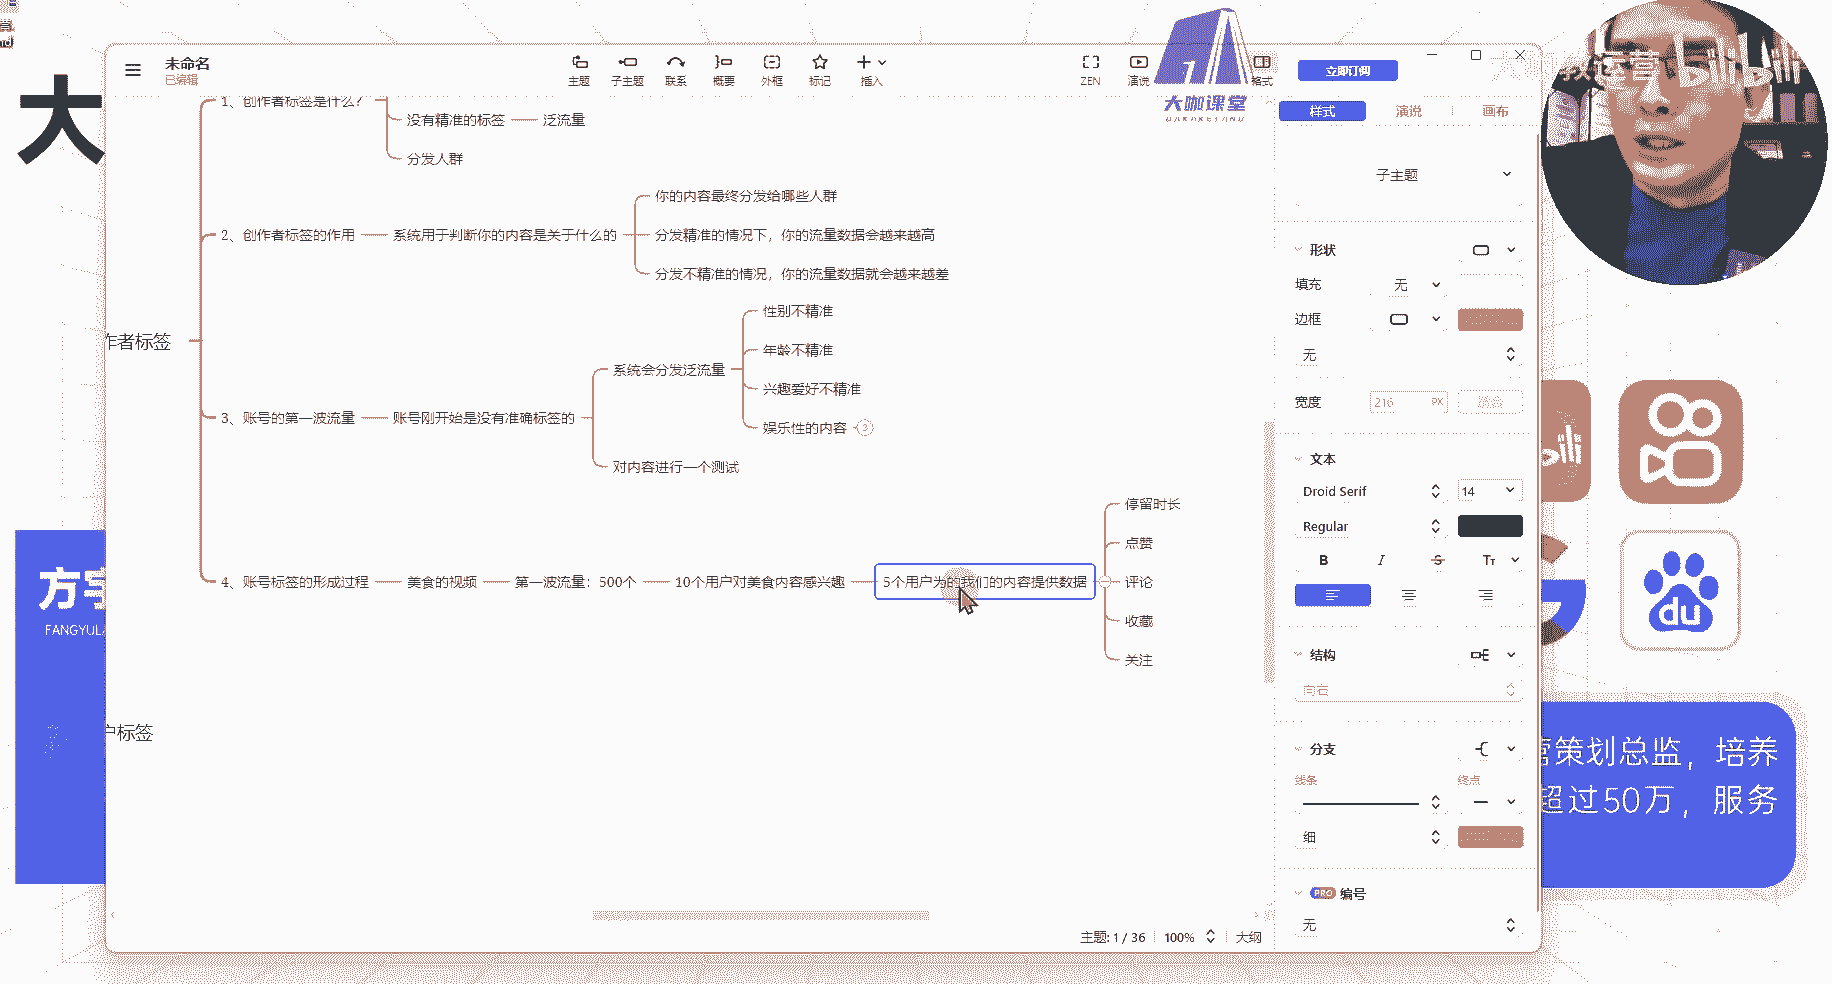 大
未命名
已编辑
主题
子主题
联系
概要
外框
标记
插入
ZEN
演说
格式
立即订阅
大咖课堂
DAKAKETANG
bilibili
样式
演说
画布
1、创作者标签是什么?
没有精准的标签
泛流量
分发人群
2、创作者标签的作用
系统用于判断你的内容是关于什么的
你的内容最终分发给哪些人群
分发精准的情况下，你的流量数据会越来越高
分发不精准的情况，你的流量数据就会越来越差
作者标签
3、账号的第一波流量
账号刚开始是没有准确标签的
系统会分发泛流量
性别不精准
年龄不精准
兴趣爱好不精准
娱乐性的内容
3
对内容进行一个测试
4、账号标签的形成过程
美食的视频
第一波流量：500个
10个用户对美食内容感兴趣
5个用户为的我们的内容提供数据
停留时长
点赞
评论
收藏
关注
户标签
子主题
形状
填充
无
边框
无
宽度
216
PX
文本
Droid Serif
14
Regular
B
I
S
Tт
结构
向右
分支
线条
终点
细
PRO 编号
无
主题: 1 / 36
100%
大纲
方宇
FANGYUL
du
营策划总监，培养
超过50万，服务